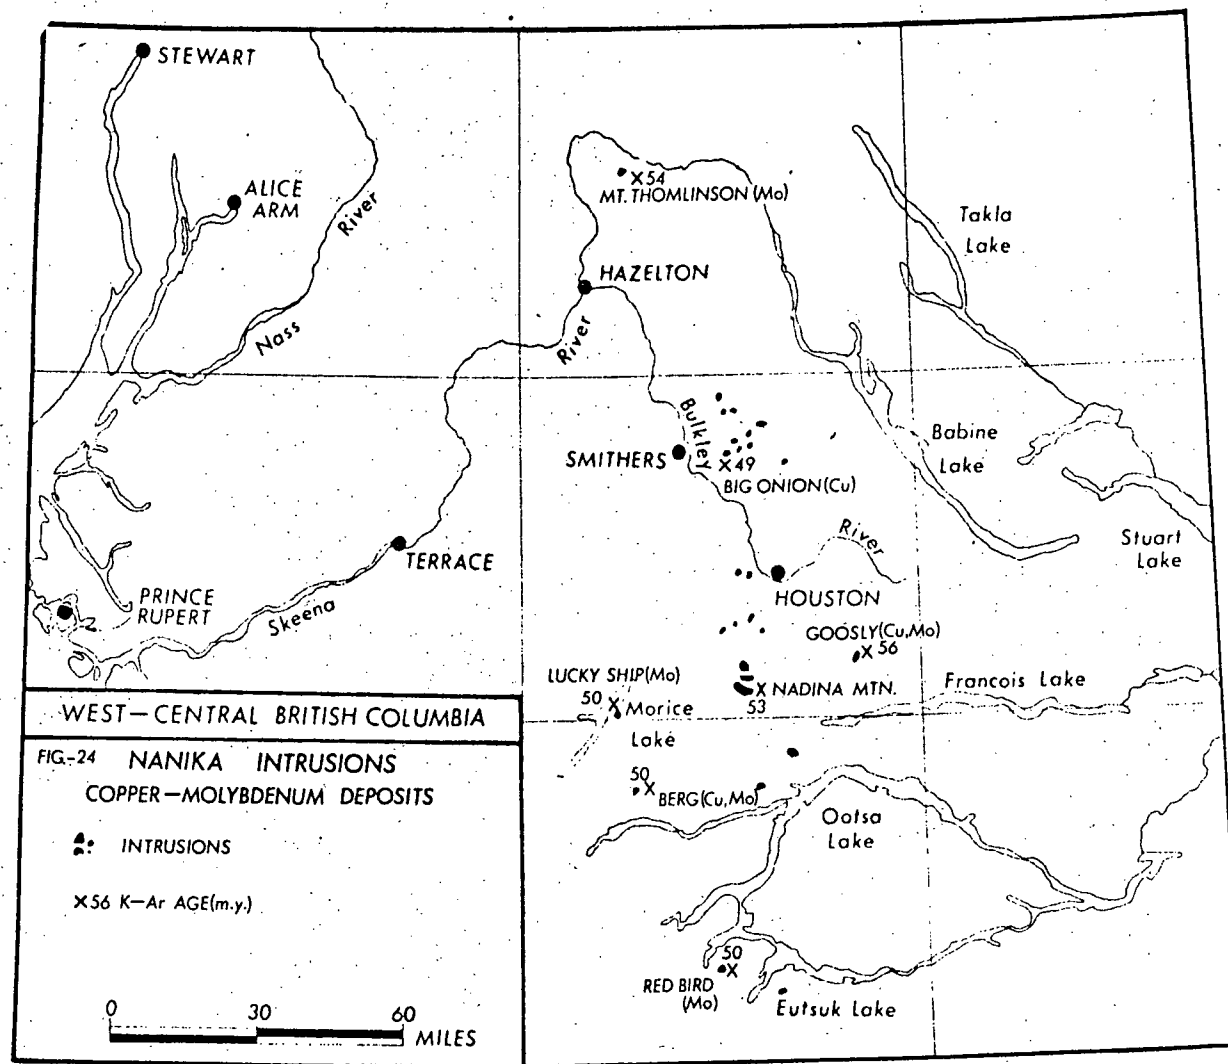 STEWART
ALICE
ARM
River
Nass
X54
MT. THOMLINSON (Mo)
Takla
Lake
HAZELTON
River
Bulkley
SMITHERS
X49
BIG ONION (Cu)
Babine
Lake
River
Stuart
Lake
TERRACE
PRINCE
RUPERT
Skeena
HOUSTON
GOOSLY (Cu,Mo)
X 56
LUCKY SHIP (Mo)
50 X
Morice
Lake
X NADINA MTN.
53
Francois Lake
50
X BERG (Cu,Mo)
Ootsa
Lake
50
X
RED BIRD
(Mo)
Eutsuk Lake
WEST-CENTRAL BRITISH COLUMBIA
FIG.-24 NANIKA INTRUSIONS
COPPER-MOLYBDENUM DEPOSITS
INTRUSIONS
X56 K-Ar AGE (m.y.)
0 30 60
MILES